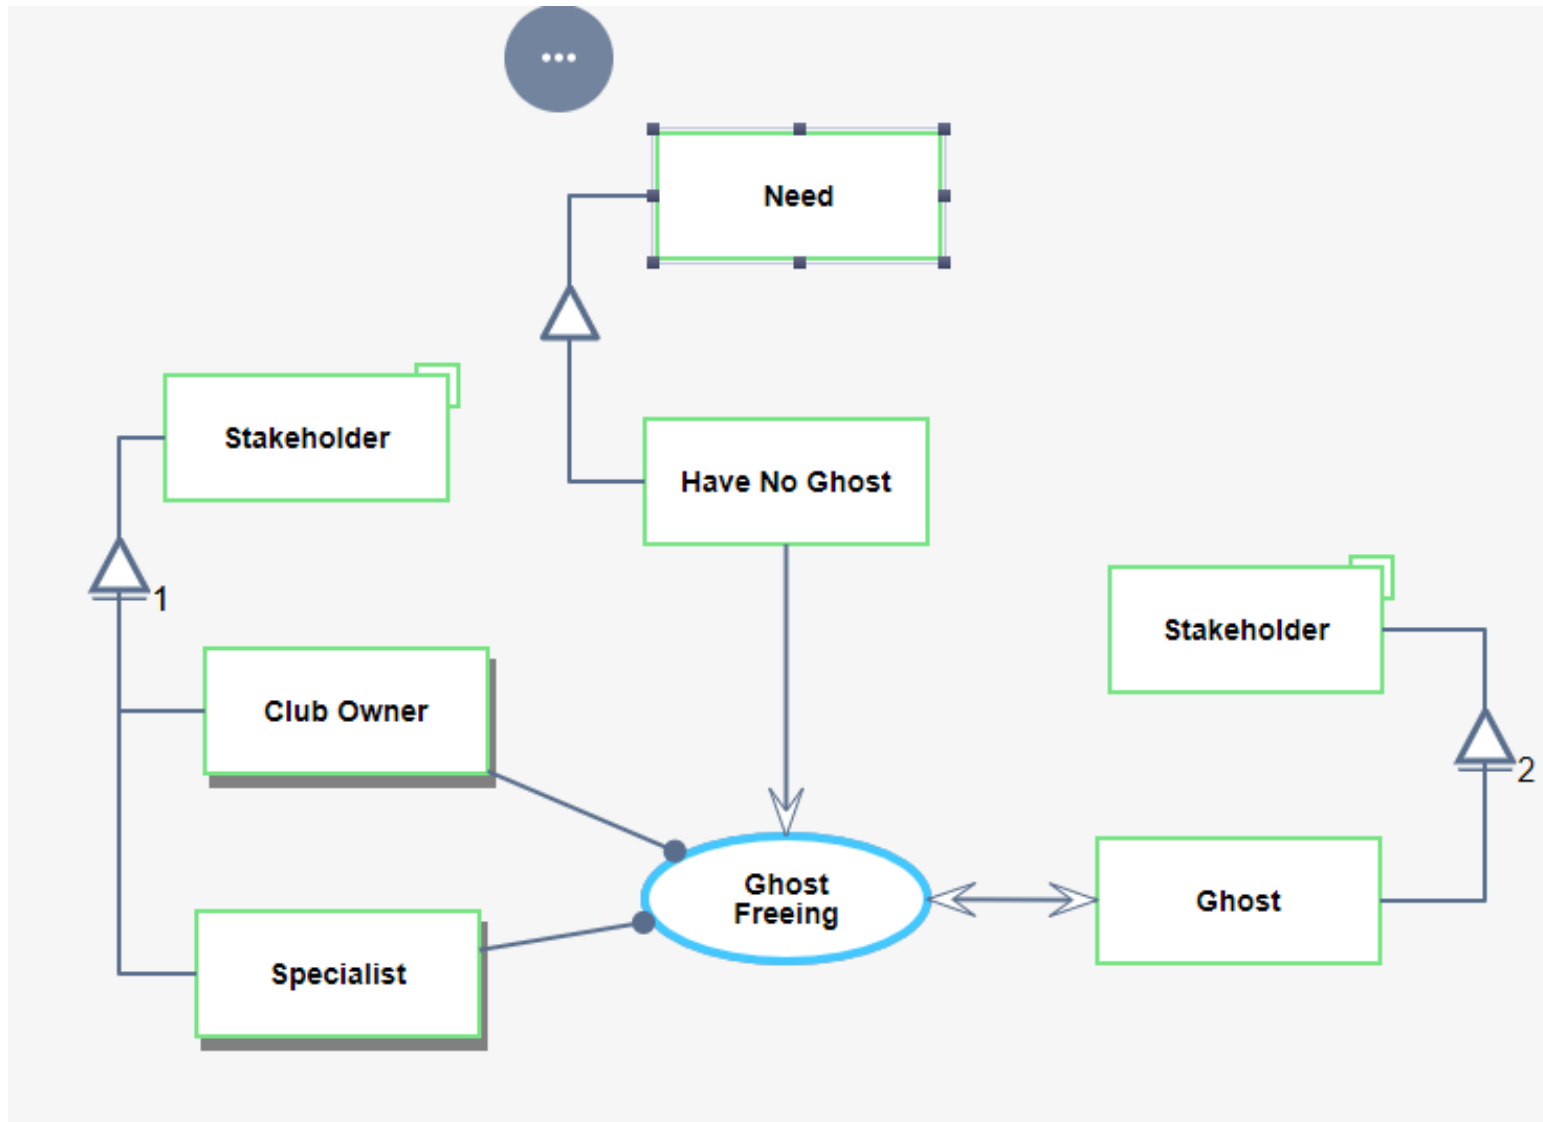 Need
Stakeholder
Have No Ghost
1
Stakeholder
Club Owner
2
Ghost
Freeing
Ghost
Specialist